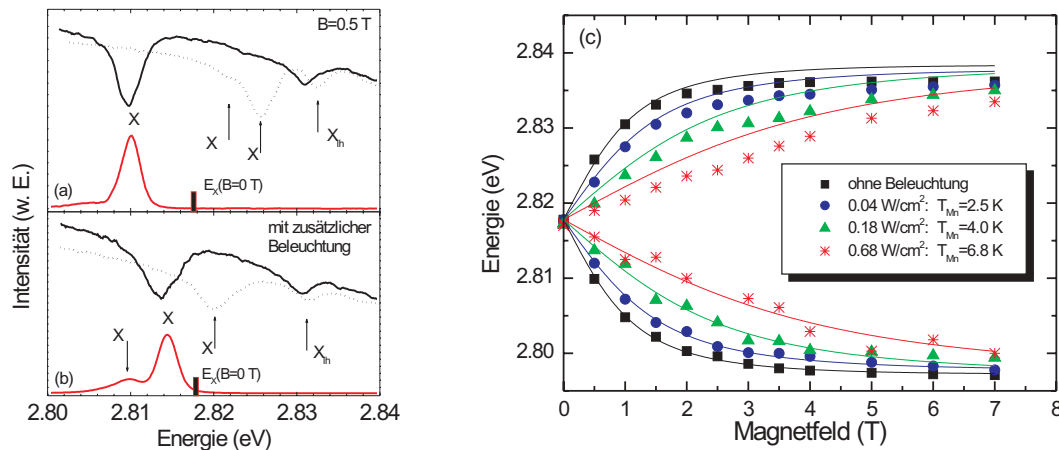 Intensität (w. E.)
B=0.5 T
X
X
X
X_lh
(a)
E_X(B=0 T)
mit zusätzlicher
Beleuchtung
X
X
X
X_lh
(b)
E_X(B=0 T)
2.80 2.81 2.82 2.83 2.84
Energie (eV)
(c)
2.84
2.83
2.82
2.81
2.80
Energie (eV)
ohne Beleuchtung
0.04 W/cm²: T_Mn=2.5 K
0.18 W/cm²: T_Mn=4.0 K
0.68 W/cm²: T_Mn=6.8 K
0 1 2 3 4 5 6 7 8
Magnetfeld (T)